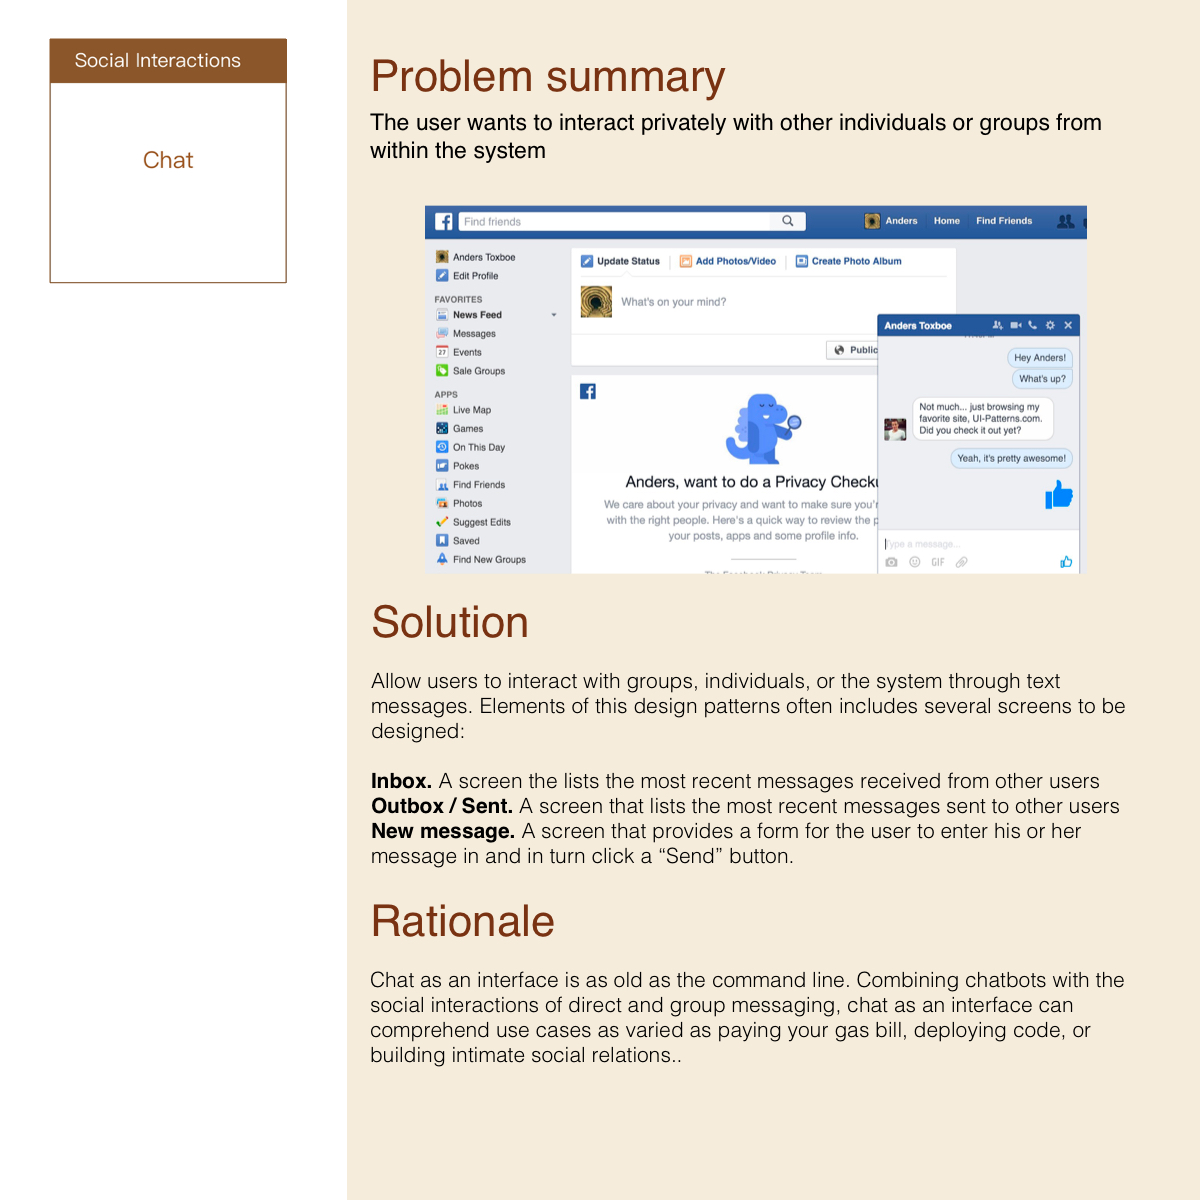 Social Interactions
Chat
Problem summary
The user wants to interact privately with other individuals or groups from
within the system
Find friends
Anders
Home
Find Friends
Anders Toxboe
Edit Profile
FAVORITES
News Feed
Messages
27
Events
Sale Groups
APPS
Live Map
Games
On This Day
Pokes
Find Friends
Photos
Suggest Edits
Saved
Find New Groups
Update Status
Add Photos/Video
Create Photo Album
What's on your mind?
Public
Anders, want to do a Privacy Checku
We care about your privacy and want to make sure you'r
with the right people. Here's a quick way to review the p
your posts, apps and some profile info.
Anders Toxboe
Hey Anders!
What's up?
Not much... just browsing my
favorite site, UI-Patterns.com.
Did you check it out yet?
Yeah, it's pretty awesome!
Type a message...
GIF
Solution
Allow users to interact with groups, individuals, or the system through text
messages. Elements of this design patterns often includes several screens to be
designed:
Inbox. A screen the lists the most recent messages received from other users
Outbox / Sent. A screen that lists the most recent messages sent to other users
New message. A screen that provides a form for the user to enter his or her
message in and in turn click a “Send” button.
Rationale
Chat as an interface is as old as the command line. Combining chatbots with the
social interactions of direct and group messaging, chat as an interface can
comprehend use cases as varied as paying your gas bill, deploying code, or
building intimate social relations..